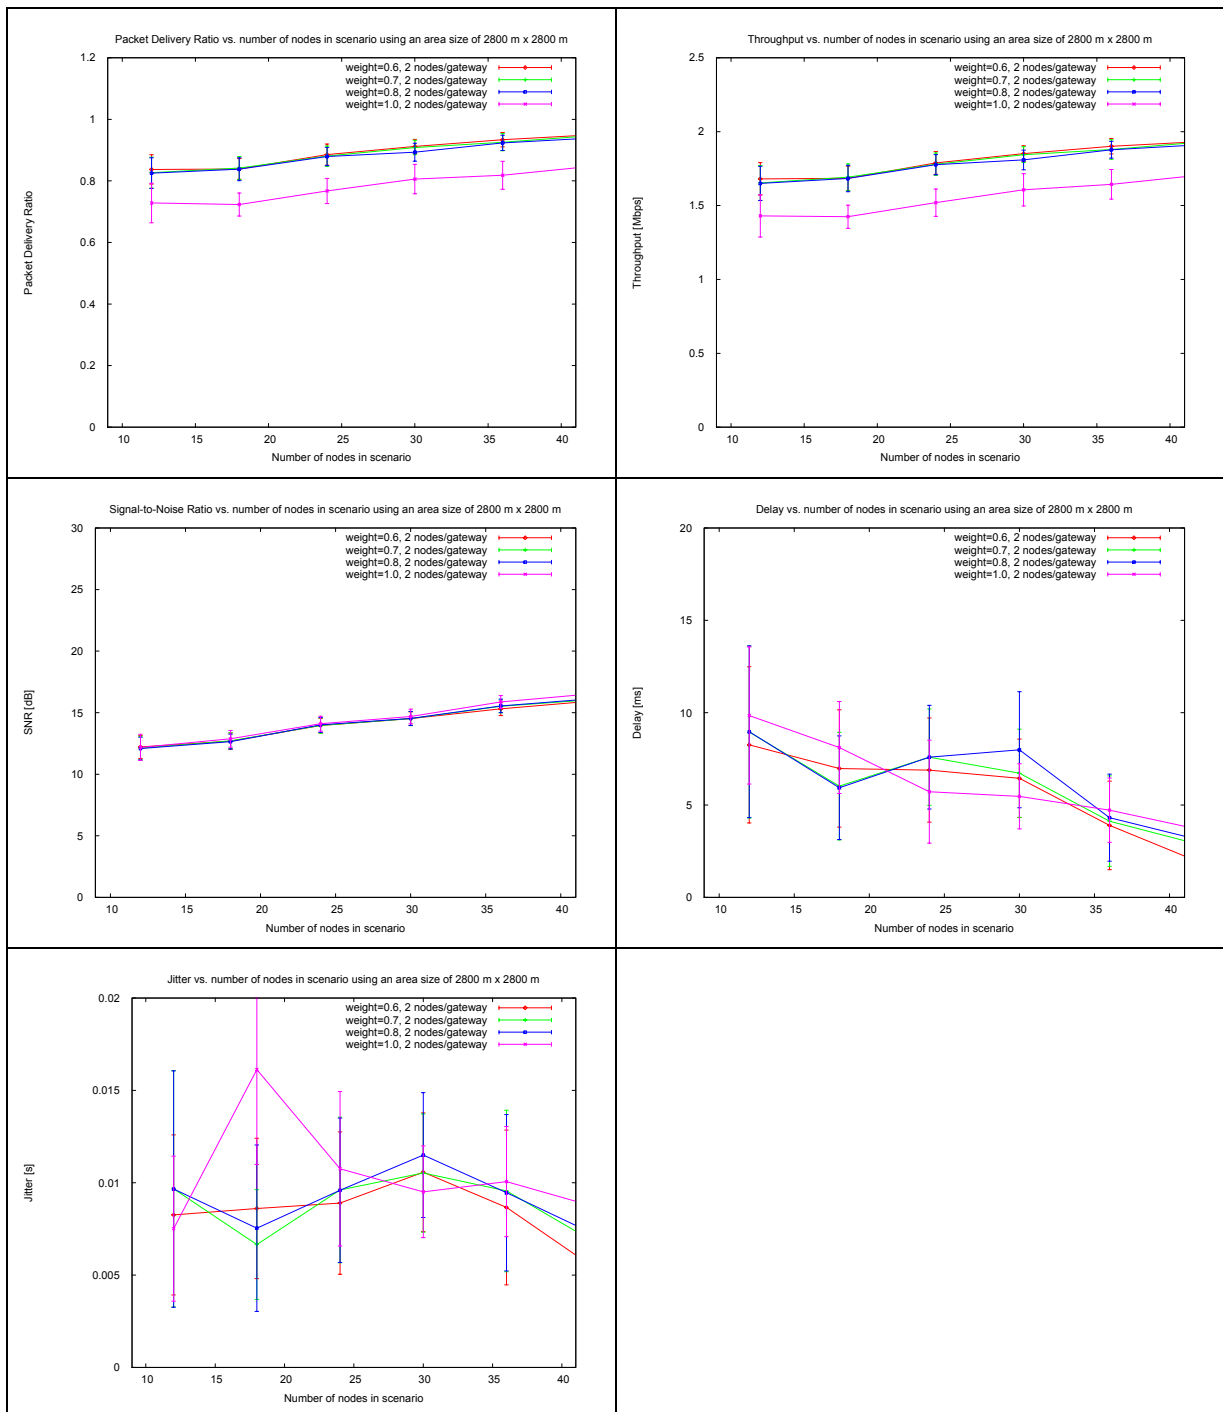 Packet Delivery Ratio vs. number of nodes in scenario using an area size of 2800 m x 2800 m
1.2
1
0.8
0.6
0.4
0.2
0
Packet Delivery Ratio
weight=0.6, 2 nodes/gateway
weight=0.7, 2 nodes/gateway
weight=0.8, 2 nodes/gateway
weight=1.0, 2 nodes/gateway
10 15 20 25 30 35 40
Number of nodes in scenario
Throughput vs. number of nodes in scenario using an area size of 2800 m x 2800 m
2.5
2
1.5
1
0.5
0
Throughput [Mbps]
weight=0.6, 2 nodes/gateway
weight=0.7, 2 nodes/gateway
weight=0.8, 2 nodes/gateway
weight=1.0, 2 nodes/gateway
10 15 20 25 30 35 40
Number of nodes in scenario
Signal-to-Noise Ratio vs. number of nodes in scenario using an area size of 2800 m x 2800 m
30
25
20
15
10
5
0
SNR [dB]
weight=0.6, 2 nodes/gateway
weight=0.7, 2 nodes/gateway
weight=0.8, 2 nodes/gateway
weight=1.0, 2 nodes/gateway
10 15 20 25 30 35 40
Number of nodes in scenario
Delay vs. number of nodes in scenario using an area size of 2800 m x 2800 m
20
15
10
5
0
Delay [ms]
weight=0.6, 2 nodes/gateway
weight=0.7, 2 nodes/gateway
weight=0.8, 2 nodes/gateway
weight=1.0, 2 nodes/gateway
10 15 20 25 30 35 40
Number of nodes in scenario
Jitter vs. number of nodes in scenario using an area size of 2800 m x 2800 m
0.02
0.015
0.01
0.005
0
Jitter [s]
weight=0.6, 2 nodes/gateway
weight=0.7, 2 nodes/gateway
weight=0.8, 2 nodes/gateway
weight=1.0, 2 nodes/gateway
10 15 20 25 30 35 40
Number of nodes in scenario